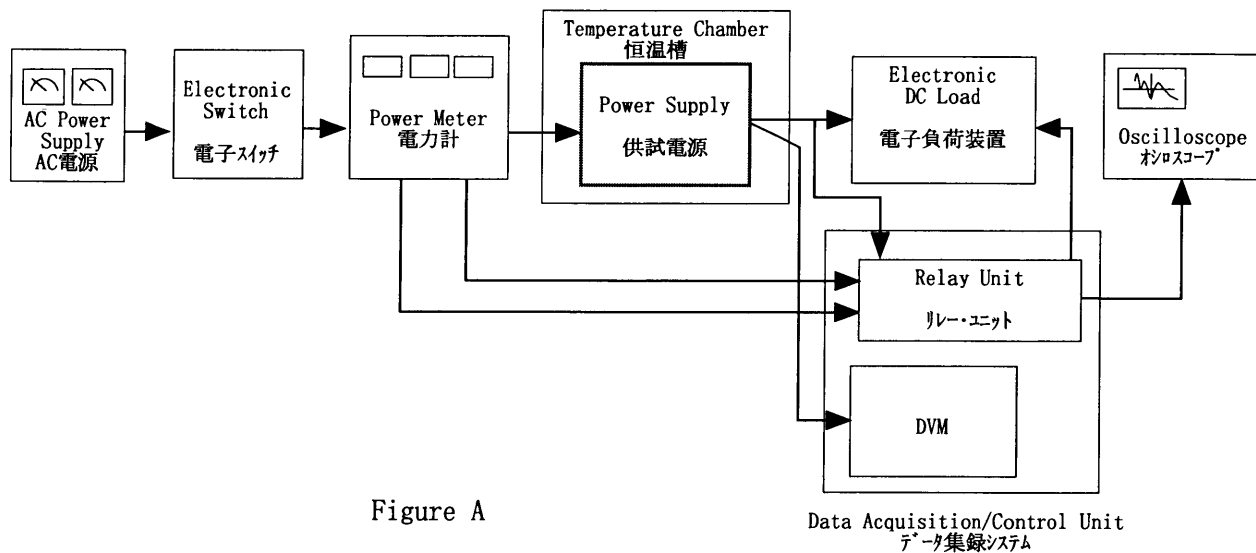 AC Power
Supply
AC電源
Electronic
Switch
電子スイッチ
Power Meter
電力計
Temperature Chamber
恒温槽
Power Supply
供試電源
Electronic
DC Load
電子負荷装置
Oscilloscope
オシロスコープ
Relay Unit
リレー・ユニット
DVM
Data Acquisition/Control Unit
データ集録システム
Figure A